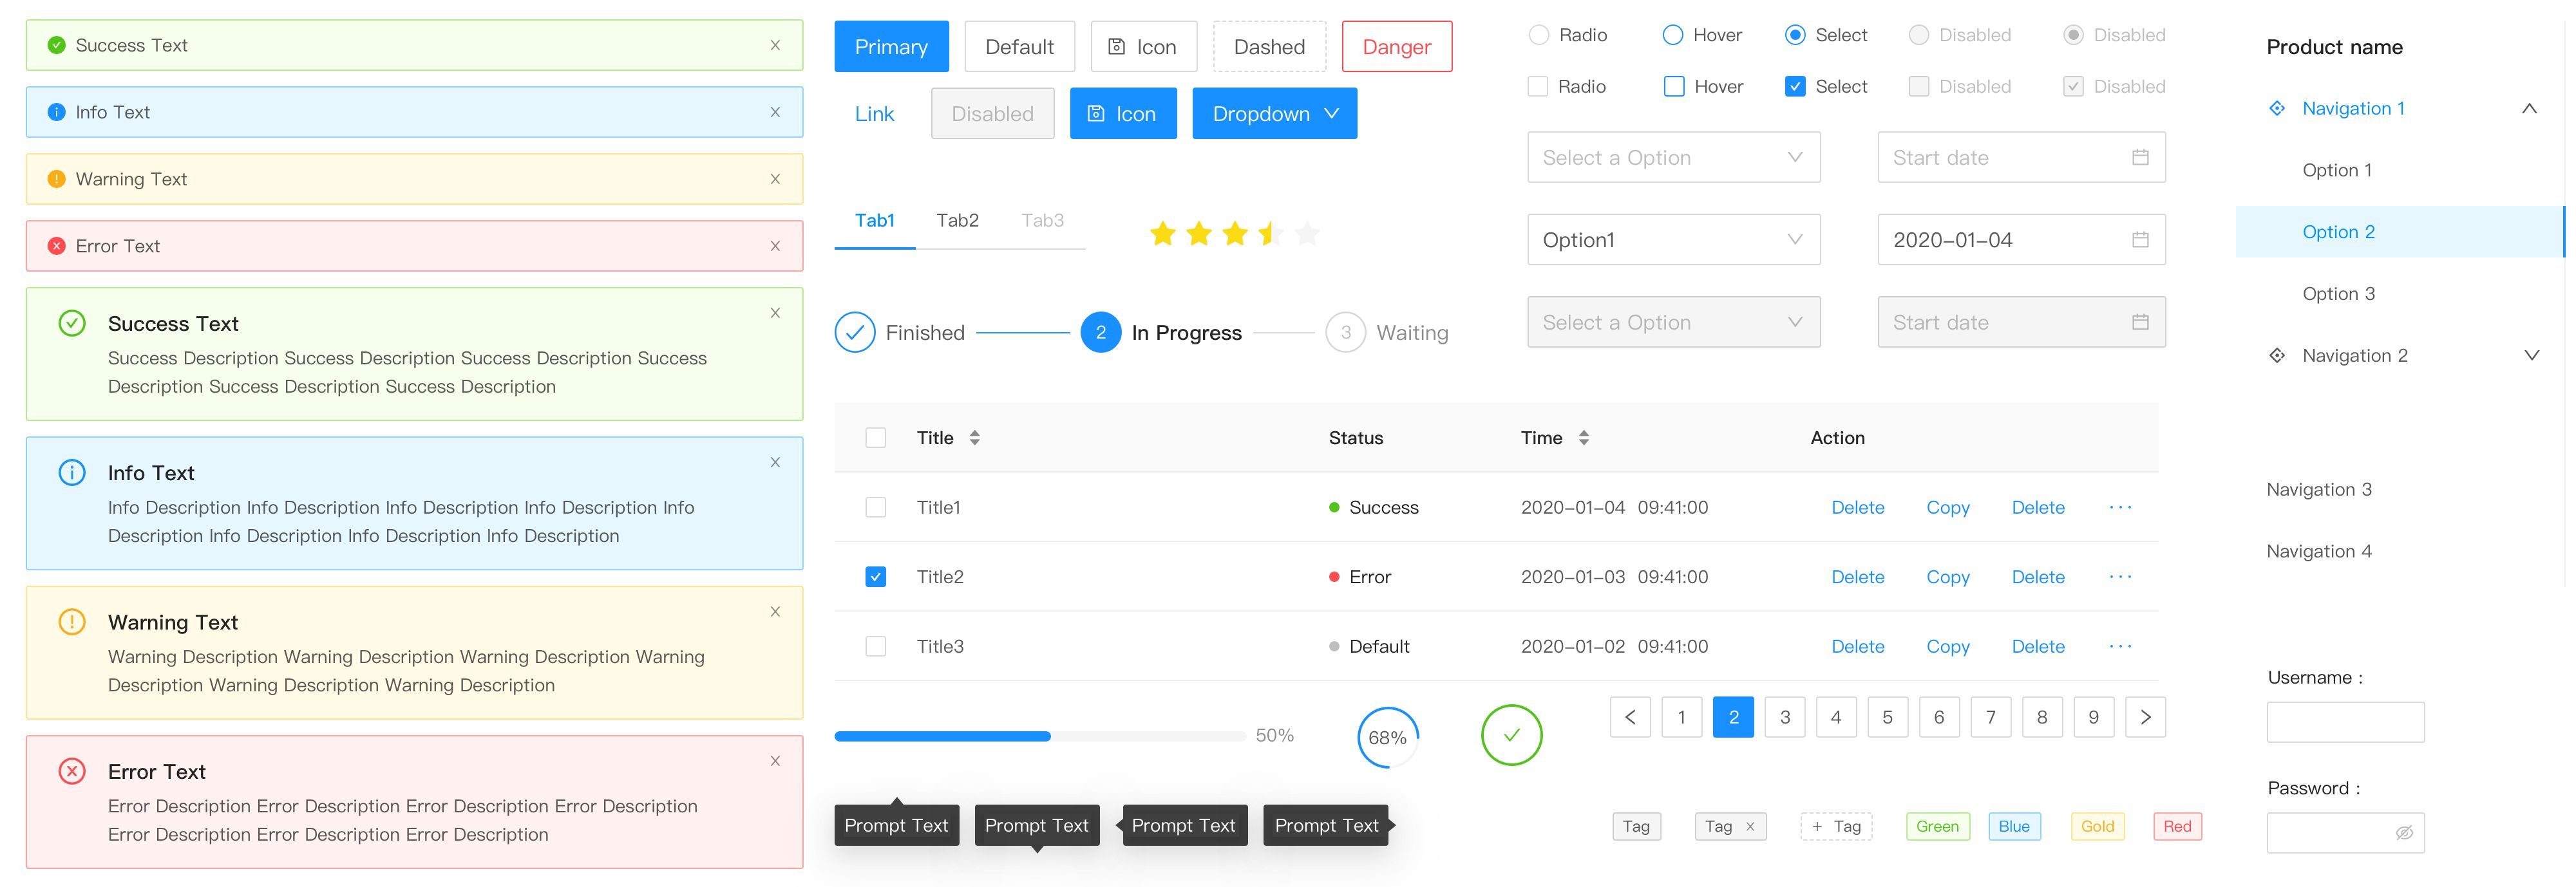 Success Text
Info Text
Warning Text
Error Text
Success Text
Success Description Success Description Success Description Success
Description Success Description Success Description
Info Text
Info Description Info Description Info Description Info Description Info
Description Info Description Info Description Info Description
Warning Text
Warning Description Warning Description Warning Description Warning
Description Warning Description Warning Description
Error Text
Error Description Error Description Error Description Error Description
Error Description Error Description Error Description
Primary Default Icon Dashed Danger
Link Disabled Icon Dropdown
Tab1 Tab2 Tab3
Finished 2 In Progress 3 Waiting
Radio Hover Select Disabled Disabled
Radio Hover Select Disabled Disabled
Select a Option Start date
Option1 2020-01-04
Select a Option Start date
Title Status Time Action
Title1 Success 2020-01-04 09:41:00 Delete Copy Delete ···
Title2 Error 2020-01-03 09:41:00 Delete Copy Delete ···
Title3 Default 2020-01-02 09:41:00 Delete Copy Delete ···
50% 68% 1 2 3 4 5 6 7 8 9
Prompt Text Prompt Text Prompt Text Prompt Text
Tag Tag × + Tag Green Blue Gold Red
Product name
Navigation 1
Option 1
Option 2
Option 3
Navigation 2
Navigation 3
Navigation 4
Username :
Password :